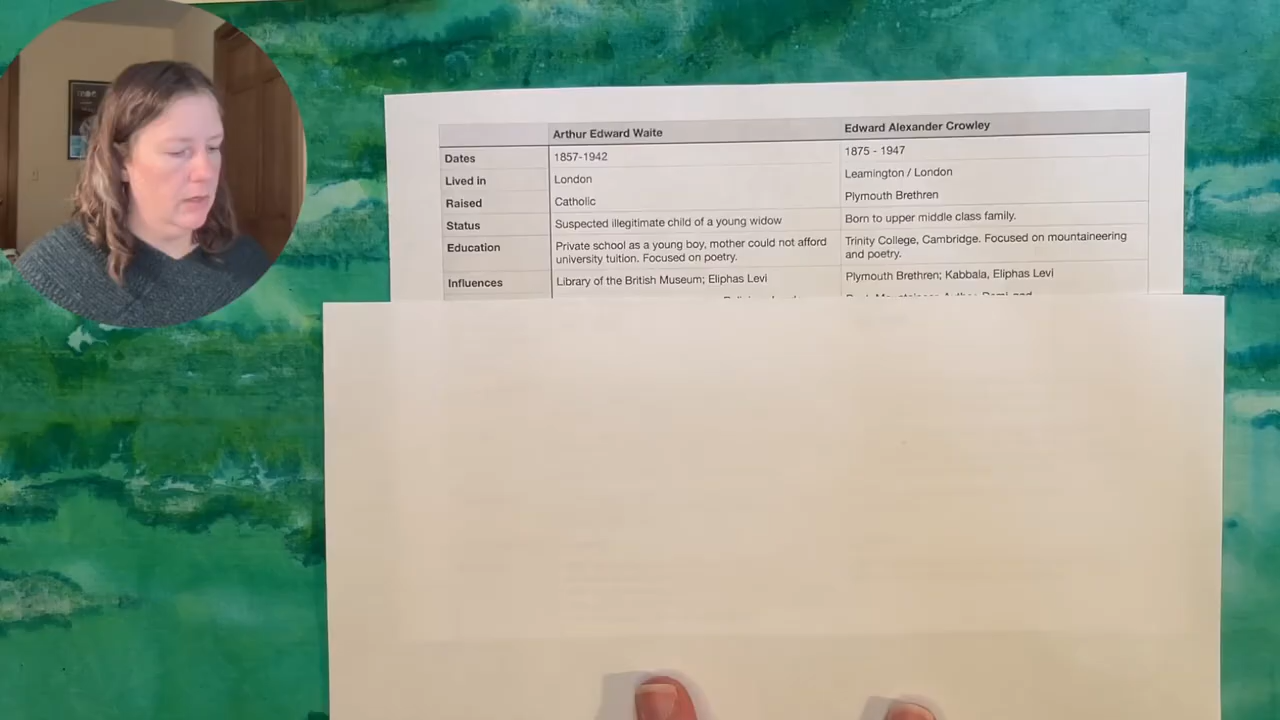 Arthur Edward Waite
Edward Alexander Crowley
Dates
1857-1942
1875 - 1947
Lived in
London
Leamington / London
Raised
Catholic
Plymouth Brethren
Status
Suspected illegitimate child of a young widow
Born to upper middle class family.
Education
Private school as a young boy, mother could not afford
university tuition. Focused on poetry.
Trinity College, Cambridge. Focused on mountaineering
and poetry.
Influences
Library of the British Museum; Eliphas Levi
Plymouth Brethren; Kabbala, Eliphas Levi